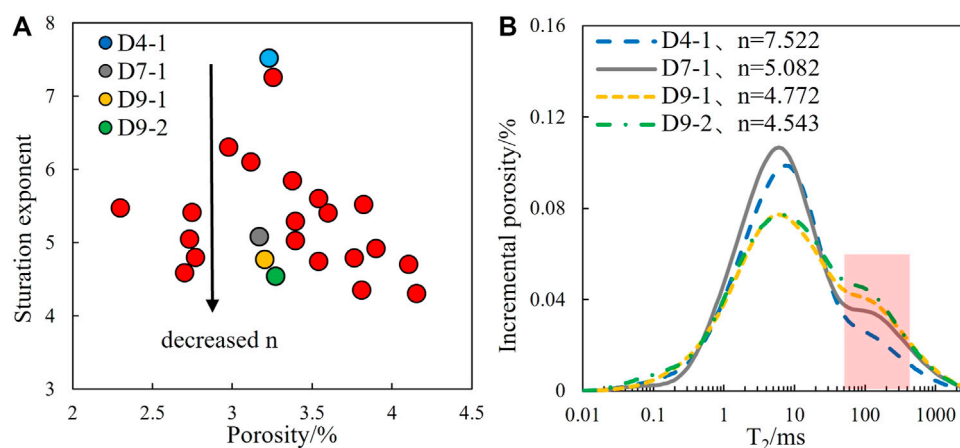 A
8
7
6
5
4
3
Sturation exponent
D4-1
D7-1
D9-1
D9-2
decreased n
2
2.5
3
3.5
4
4.5
Porosity/%
B
0.16
0.12
0.08
0.04
0
Incremental porosity/%
D4-1、n=7.522
D7-1、n=5.082
D9-1、n=4.772
D9-2、n=4.543
0.01
0.1
1
10
100
1000
T₂/ms